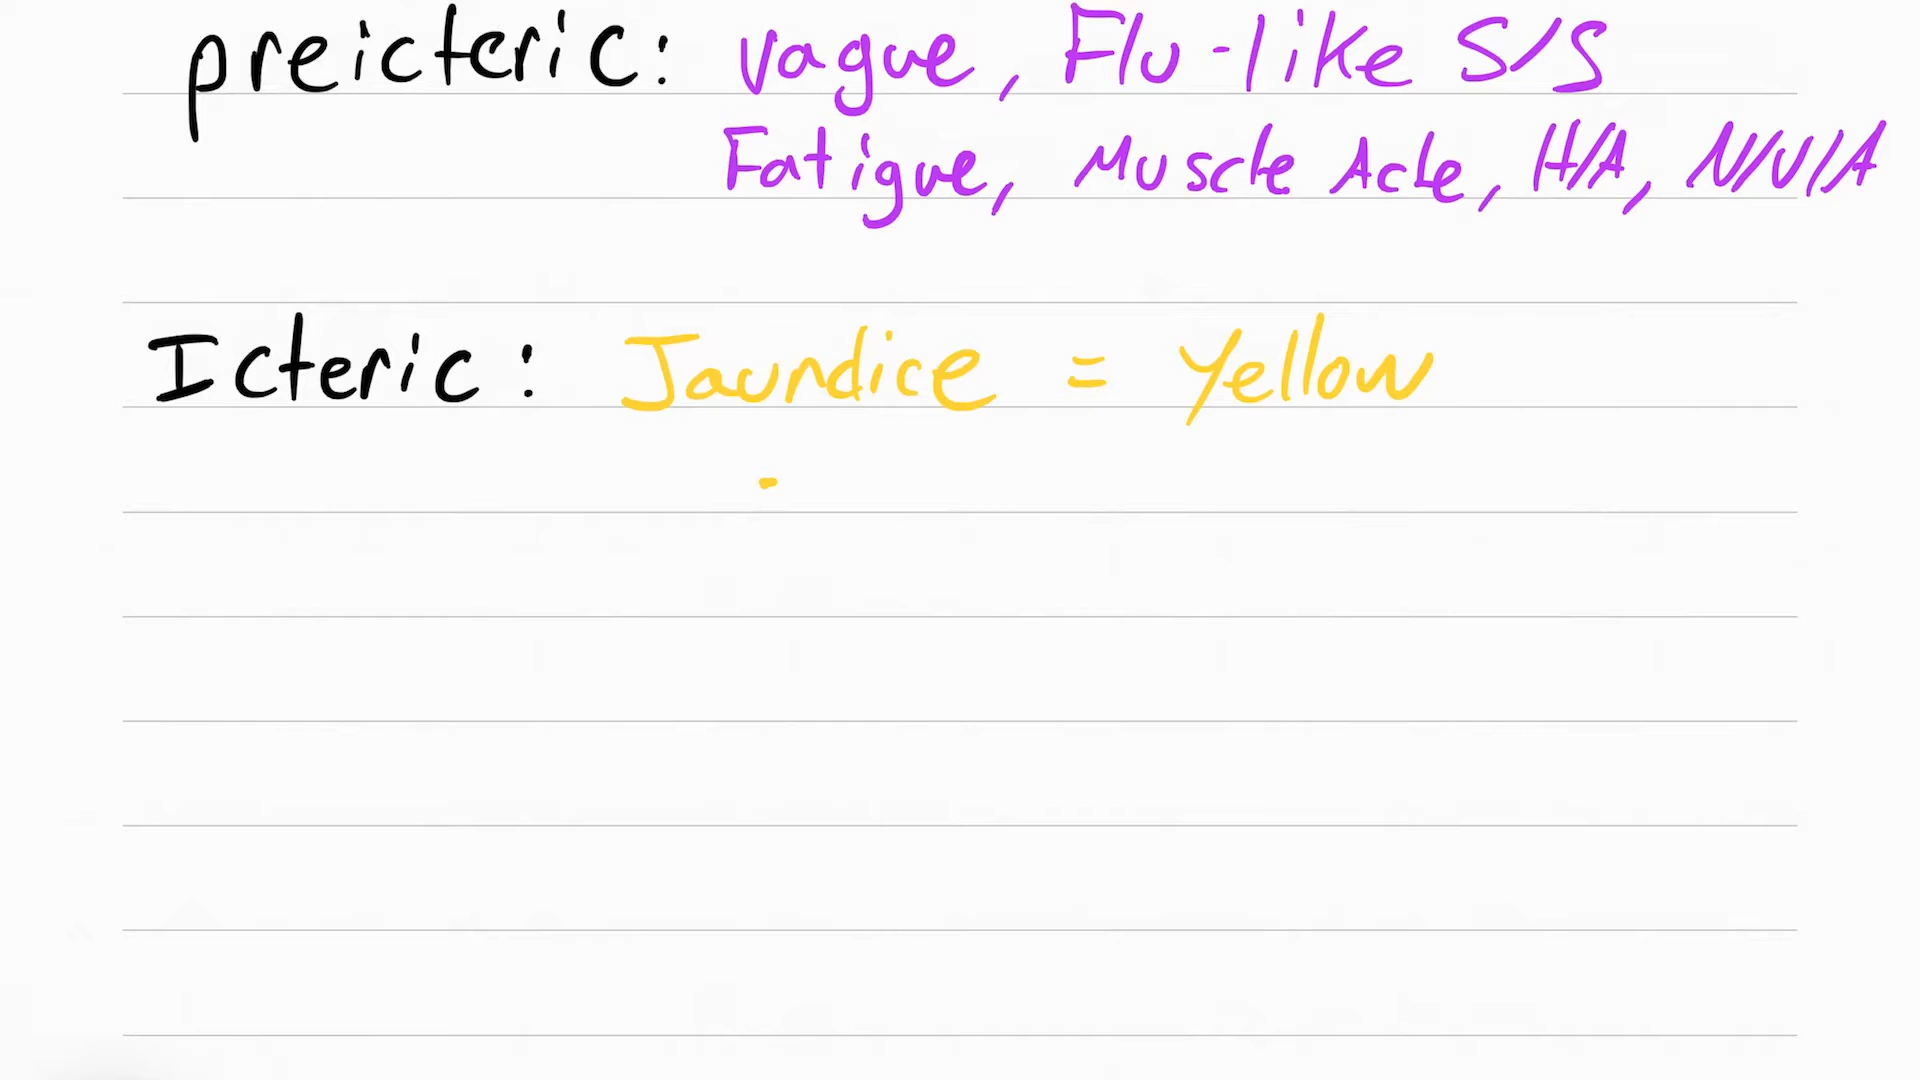 preicteric: vague, Flu-like S/S
Fatigue, Muscle Ache, H/A, N/V/A
Icteric: Jaundice = Yellow